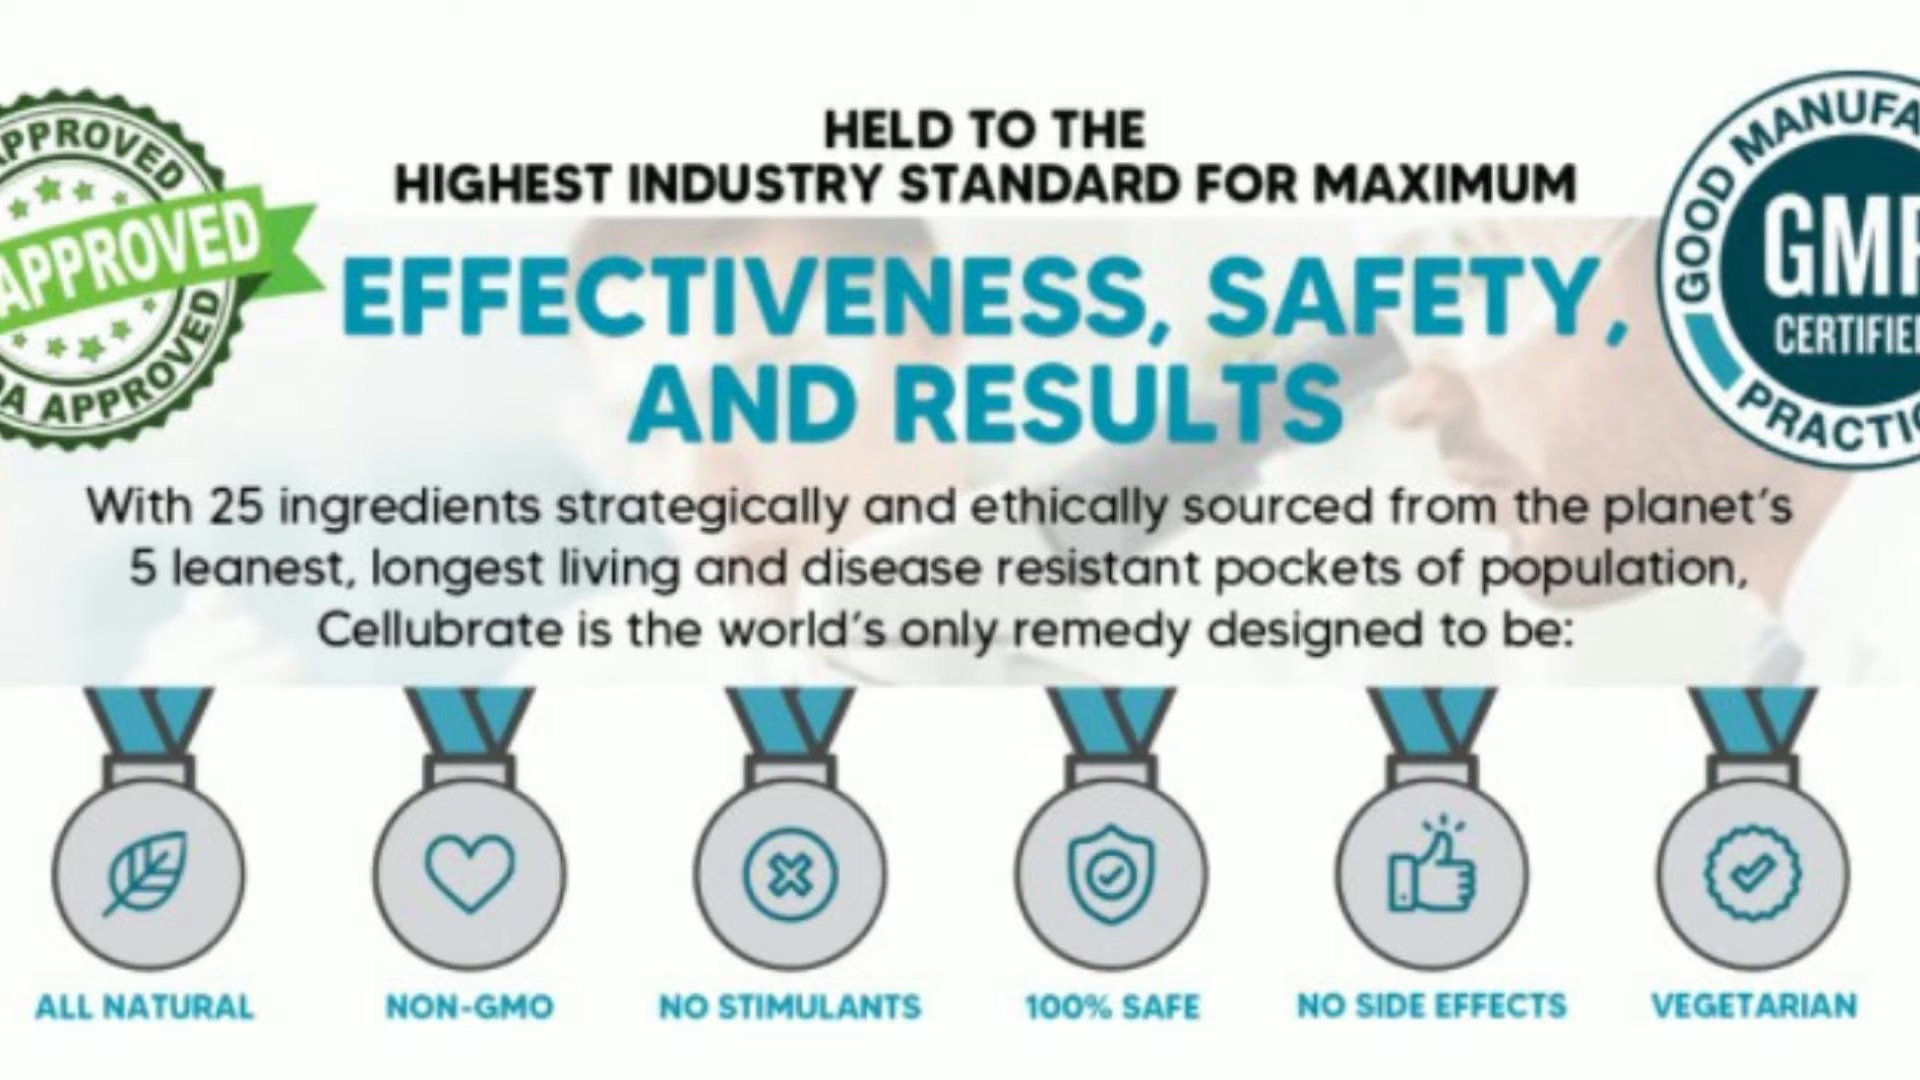 APPROVED
APPROVED
APPROVED
HELD TO THE
HIGHEST INDUSTRY STANDARD FOR MAXIMUM
EFFECTIVENESS, SAFETY,
AND RESULTS
GOOD
PRACTIC
CERTIFIED
With 25 ingredients strategically and ethically sourced from the planet's
5 leanest, longest living and disease resistant pockets of population,
Cellubrate is the world's only remedy designed to be:
ALL NATURAL
NON-GMO
NO STIMULANTS
100% SAFE
NO SIDE EFFECTS
VEGETARIAN